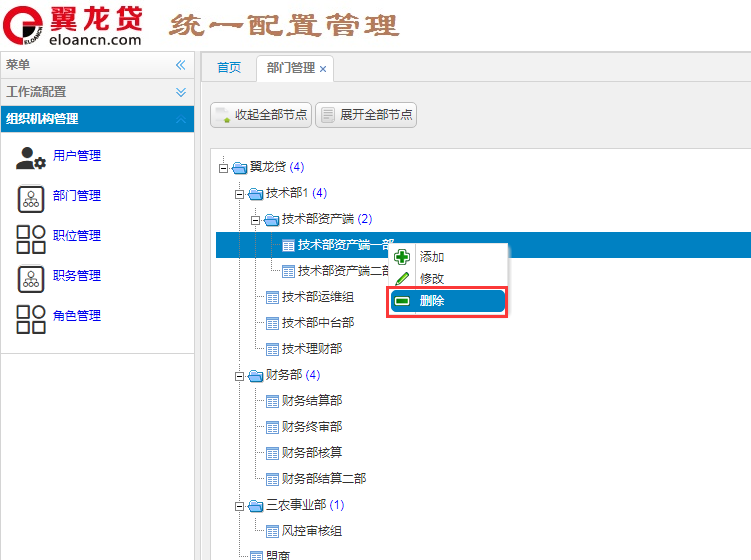 翼龙贷
eloancn.com
ELOANCN
统一配置管理
菜单
工作流配置
组织机构管理
用户管理
部门管理
职位管理
职务管理
角色管理
首页
部门管理 ×
收起全部节点
展开全部节点
翼龙贷 (4)
技术部1 (4)
技术部资产端 (2)
技术部资产端一部
技术部资产端二部
技术部运维组
技术部中台部
技术理财部
财务部 (4)
财务结算部
财务终审部
财务部核算
财务部结算二部
三农事业部 (1)
风控审核组
盟商
添加
修改
删除